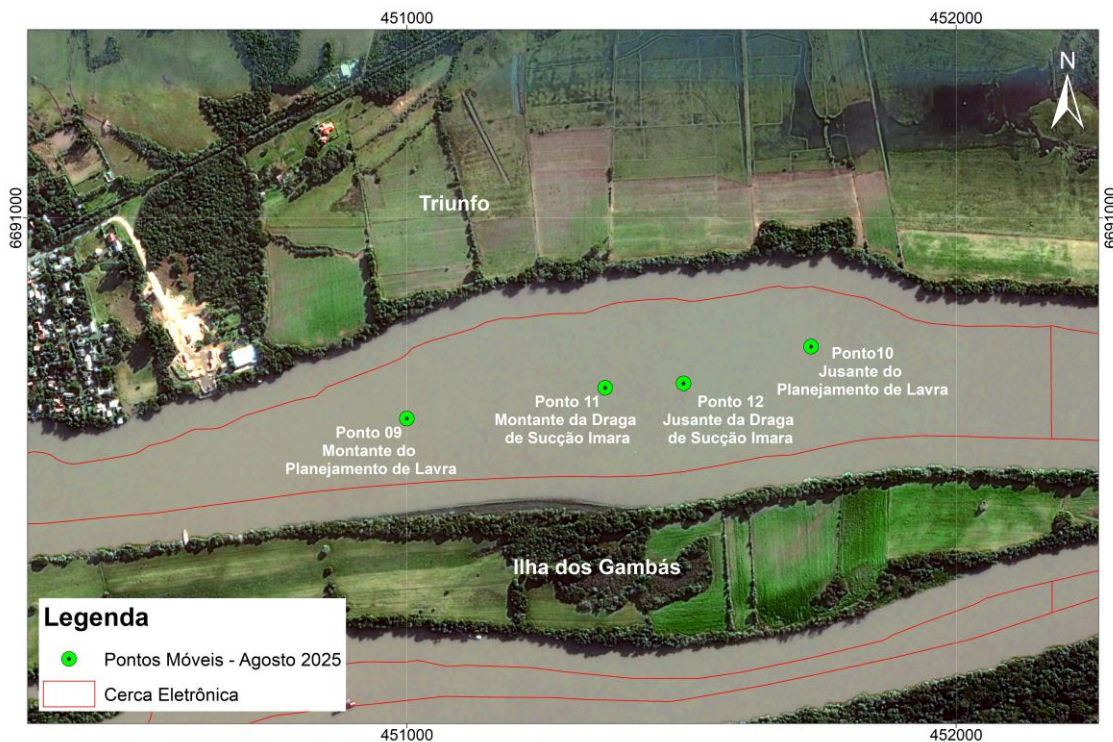 451000
452000
N
6691000
6691000
Triunfo
Ponto10
Jusante do
Planejamento de Lavra
Ponto 11
Montante da Draga
de Sucção Imara
Ponto 12
Jusante da Draga
de Sucção Imara
Ponto 09
Montante do
Planejamento de Lavra
Ilha dos Gambás
Legenda
Pontos Móveis - Agosto 2025
Cerca Eletrônica
451000
452000